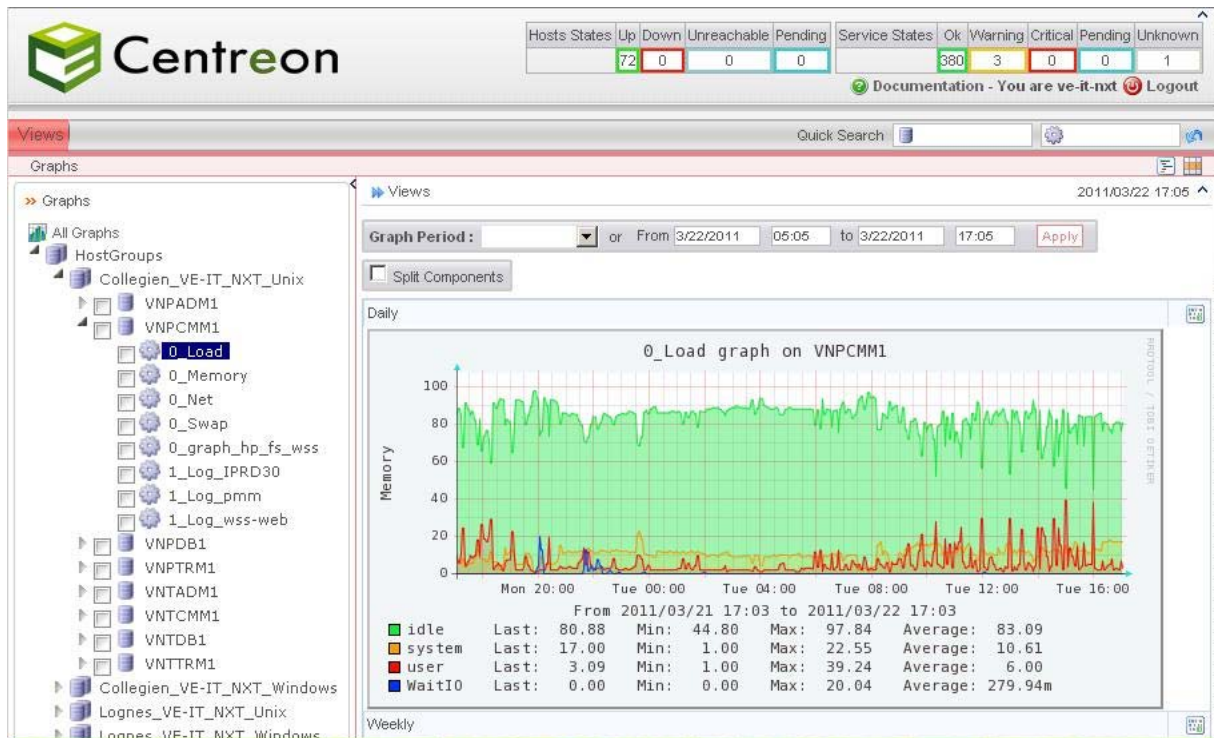 Centreon
Hosts States Up Down Unreachable Pending
72 0 0 0
Service States Ok Warning Critical Pending Unknown
380 3 0 0 1
Documentation - You are ve-it-nxt Logout
Views
Quick Search
Graphs
Graphs
All Graphs
HostGroups
Collegien_VE-IT_NXT_Unix
VNPADM1
VNPCMM1
0_Load
0_Memory
0_Net
0_Swap
0_graph_hp_fs_wss
1_Log_IPRD30
1_Log_pmm
1_Log_wss-web
VNPDB1
VNPTRM1
VNTADM1
VNTCMM1
VNTDB1
VNTTRM1
Collegien_VE-IT_NXT_Windows
Lognes_VE-IT_NXT_Unix
Lognes_VE-IT_NXT_Windows
Views
2011/03/22 17:05
Graph Period : or From 3/22/2011 05:05 to 3/22/2011 17:05 Apply
Split Components
Daily
0_Load graph on VNPCMM1
RRDTOOL / TOBI OETIKER
Memory
100
80
60
40
20
0
Mon 20:00 Tue 00:00 Tue 04:00 Tue 08:00 Tue 12:00 Tue 16:00
From 2011/03/21 17:03 to 2011/03/22 17:03
idle Last: 80.88 Min: 44.80 Max: 97.84 Average: 83.09
system Last: 17.00 Min: 1.00 Max: 22.55 Average: 10.61
user Last: 3.09 Min: 1.00 Max: 39.24 Average: 6.00
WaitIO Last: 0.00 Min: 0.00 Max: 20.04 Average: 279.94m
Weekly